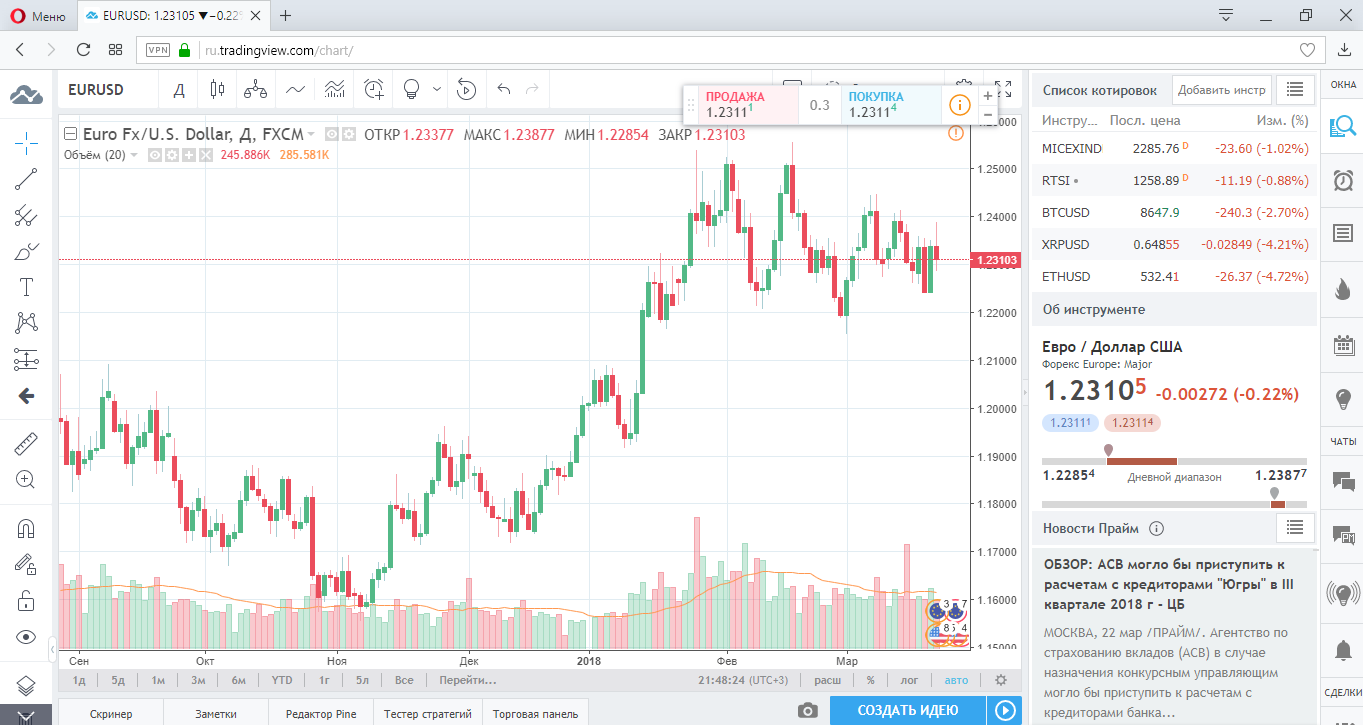 Меню
EURUSD: 1.23105 ▼−0.22%
VPN
ru.tradingview.com/chart/
EURUSD
Д
ПРОДАЖА
1.2311¹
0.3
ПОКУПКА
1.2311⁴
Euro Fx/U.S. Dollar, Д, FXCM
ОТКР 1.23377 МАКС 1.23877 МИН 1.22854 ЗАКР 1.23103
Объём (20)
245.886K 285.581K
1.25000
1.24000
1.23103
1.22000
1.21000
1.20000
1.19000
1.18000
1.17000
1.16000
1.15000
Сен Окт Ноя Дек 2018 Фев Мар
1д 5д 1м 3м 6м YTD 1г 5л Все Перейти...
21:48:24 (UTC+3)
расш % лог авто
Скринер Заметки Редактор Pine Тестер стратегий Торговая панель
СОЗДАТЬ ИДЕЮ
Список котировок
Добавить инстр
Инстру... Посл. цена Изм. (%)
MICEXIND 2285.76 D -23.60 (-1.02%)
RTSI 1258.89 D -11.19 (-0.88%)
BTCUSD 8647.9 -240.3 (-2.70%)
XRPUSD 0.64855 -0.02849 (-4.21%)
ETHUSD 532.41 -26.37 (-4.72%)
Об инструменте
Евро / Доллар США
Форекс Europe: Major
1.23105 -0.00272 (-0.22%)
1.23111 1.23114
1.22854 Дневной диапазон 1.23877
Новости Прайм
ОБЗОР: АСВ могло бы приступить к
расчетам с кредиторами "Югры" в III
квартале 2018 г - ЦБ
МОСКВА, 22 мар /ПРАЙМ/. Агентство по
страхованию вкладов (АСВ) в случае
назначения конкурсным управляющим
могло бы приступить к расчетам с
кредиторами банка...
ОКНА
ЧАТЫ
СДЕЛКИ